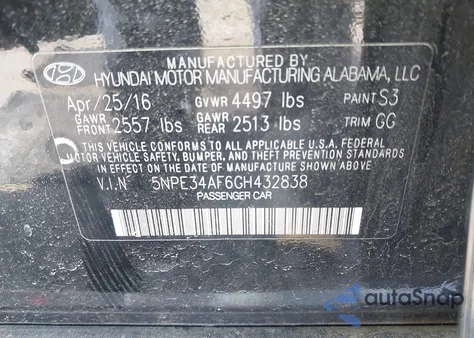 MANUFACTURED BY
HYUNDAI MOTOR MANUFACTURING ALABAMA, LLC
Apr/25/16 GVWR 4497 lbs PAINT S3
GAWR FRONT 2557 lbs GAWR REAR 2513 lbs TRIM GG
THIS VEHICLE CONFORMS TO ALL APPLICABLE U.S.A. FEDERAL
MOTOR VEHICLE SAFETY, BUMPER, AND THEFT PREVENTION STANDARDS
IN EFFECT ON THE DATE OF MANUFACTURE SHOWN ABOVE.
V.I.N 5NPE34AF6GH432838
PASSENGER CAR
autoSnap